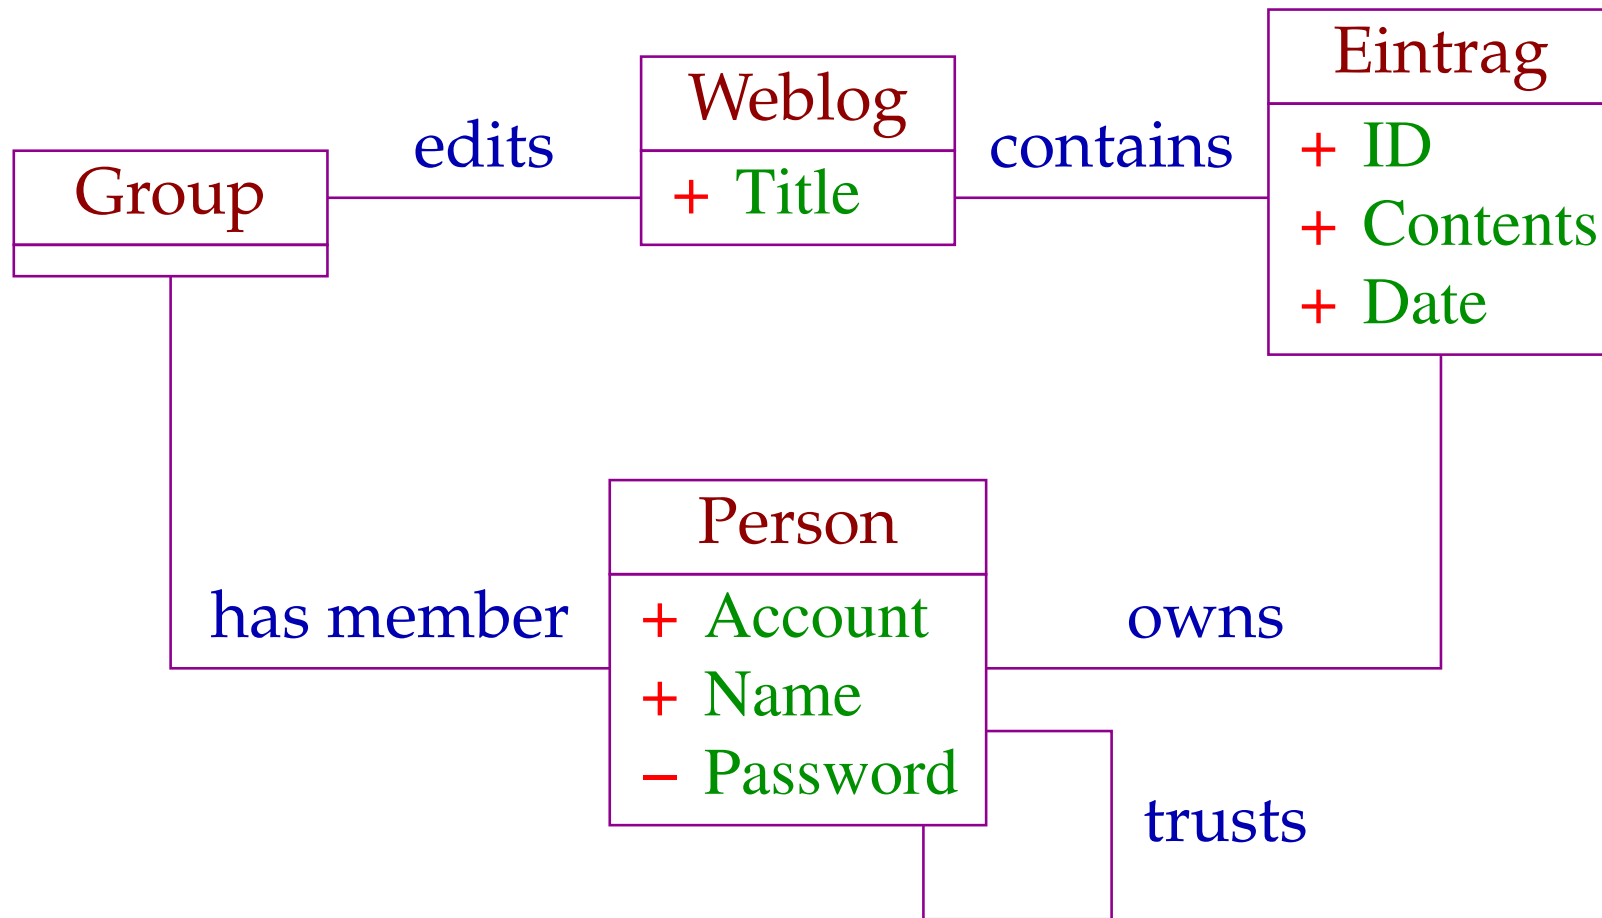 Group
edits
Weblog
+ Title
contains
Eintrag
+ ID
+ Contents
+ Date
has member
Person
+ Account
+ Name
− Password
owns
trusts